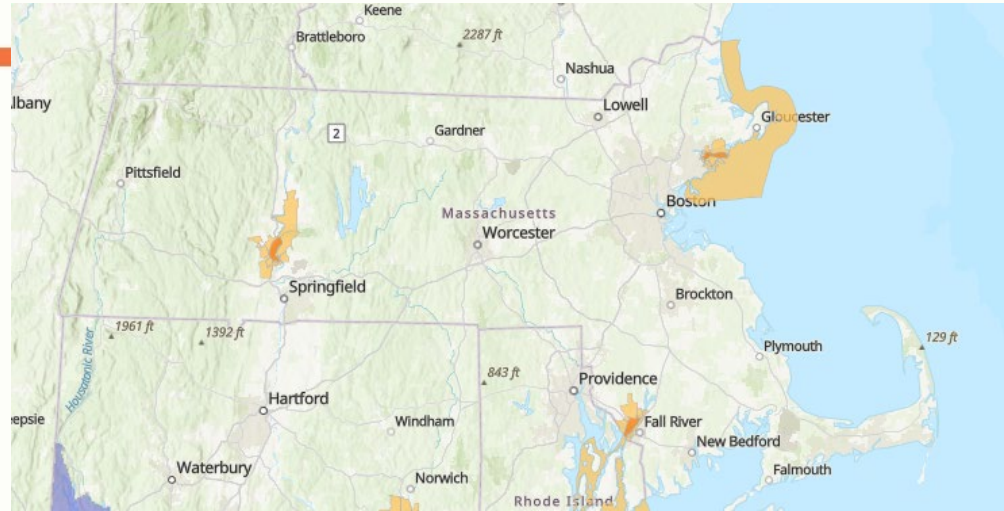 Keene
Brattleboro
2287 ft
Nashua
lbany
Lowell
2
Gardner
Gloucester
Pittsfield
Boston
Massachusetts
Worcester
Springfield
Brockton
1961 ft
1392 ft
129 ft
Plymouth
Housatonic River
843 ft
Providence
Hartford
eepsie
Windham
Fall River
New Bedford
Waterbury
Falmouth
Norwich
Rhode Island